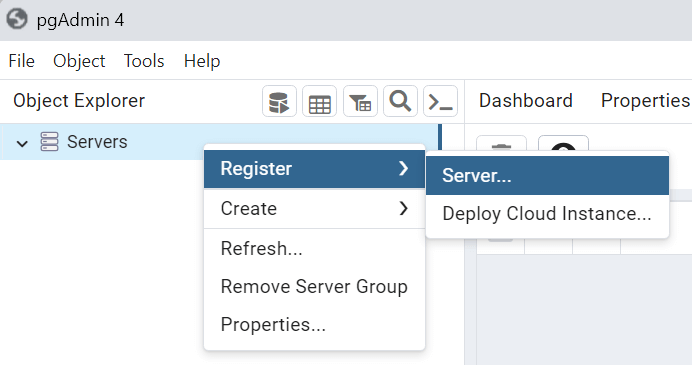 pgAdmin 4
File Object Tools Help
Object Explorer
Dashboard Properties
Servers
Register
Server...
Create
Deploy Cloud Instance...
Refresh...
Remove Server Group
Properties...